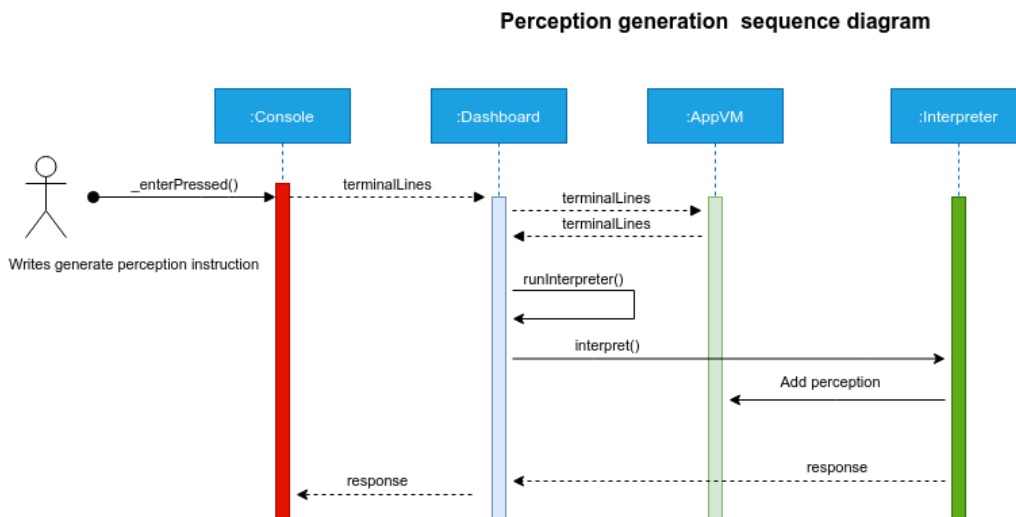 Perception generation sequence diagram
:Console
:Dashboard
:AppVM
:Interpreter
_enterPressed()
terminalLines
terminalLines
terminalLines
Writes generate perception instruction
runInterpreter()
interpret()
Add perception
response
response